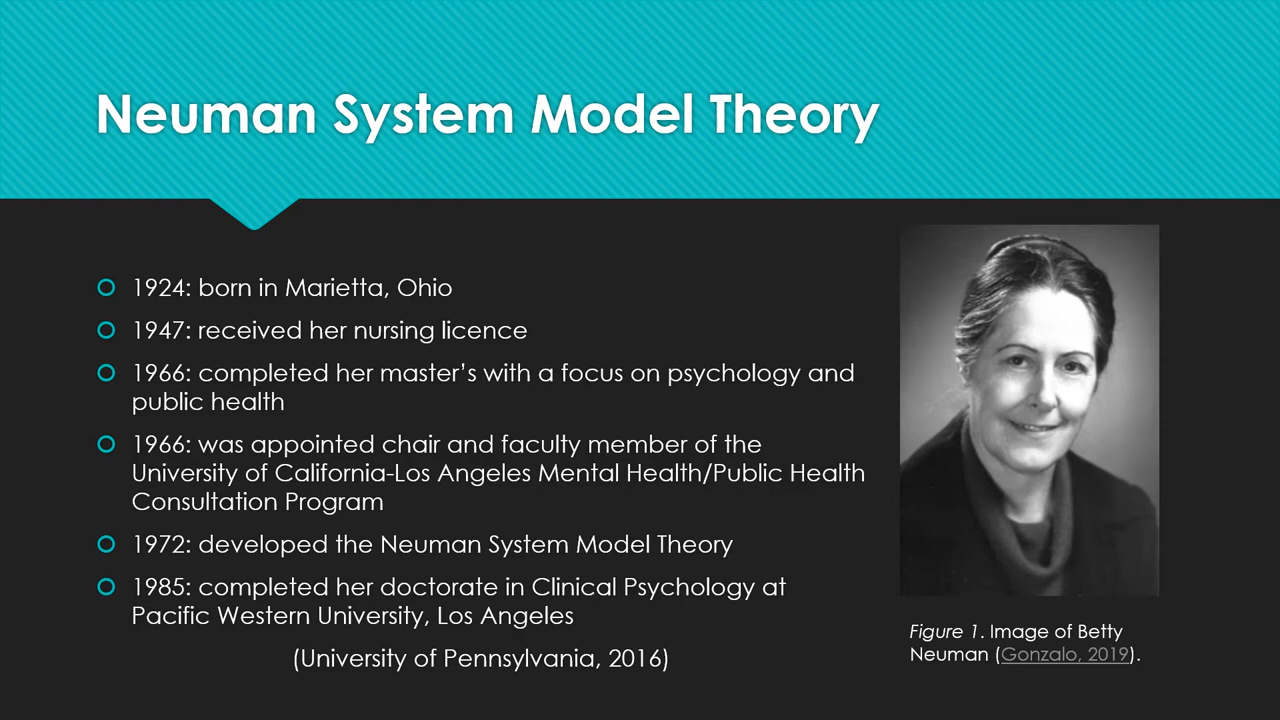 Neuman System Model Theory
1924: born in Marietta, Ohio
1947: received her nursing licence
1966: completed her master’s with a focus on psychology and
public health
1966: was appointed chair and faculty member of the
University of California-Los Angeles Mental Health/Public Health
Consultation Program
1972: developed the Neuman System Model Theory
1985: completed her doctorate in Clinical Psychology at
Pacific Western University, Los Angeles
(University of Pennsylvania, 2016)
Figure 1. Image of Betty
Neuman (Gonzalo, 2019).